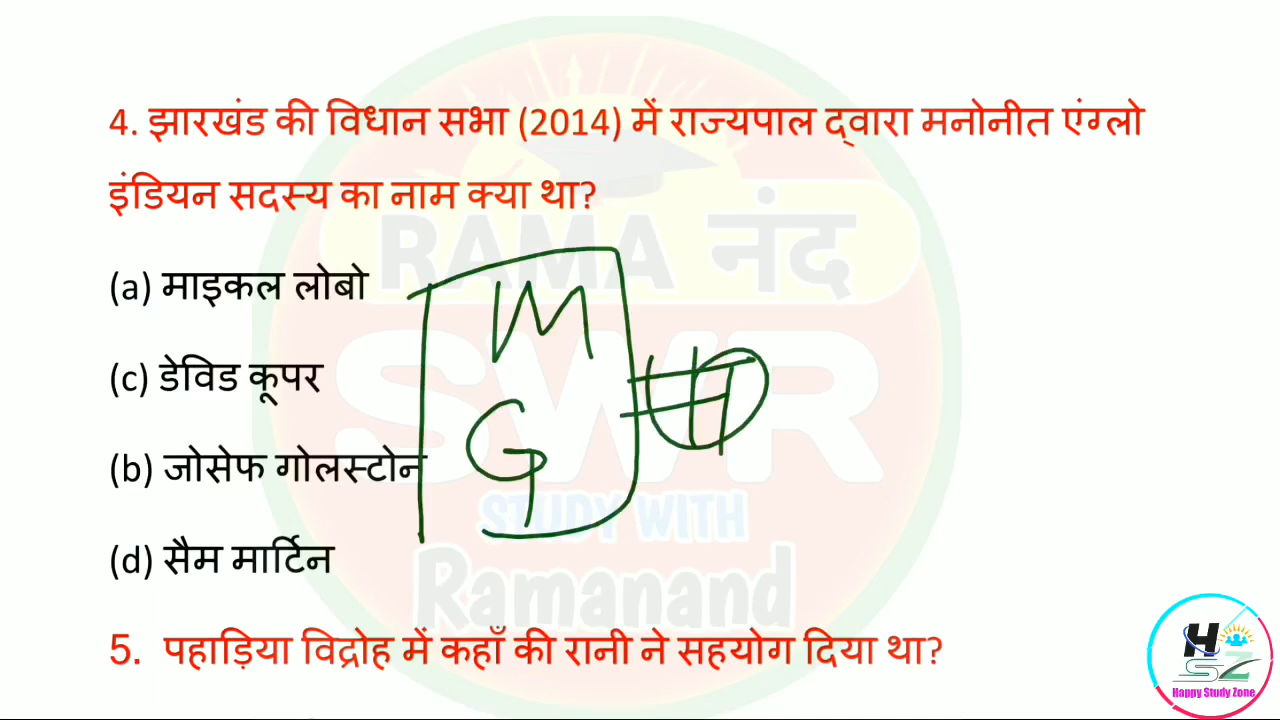 4. झारखंड की विधान सभा (2014) में राज्यपाल द्वारा मनोनीत एंग्लो
इंडियन सदस्य का नाम क्या था?
RAMA नंद
(a) माइकल लोबो
M
SWR
(c) डेविड कूपर
G
(b) जोसेफ गोलस्टोन
STUDY WITH
(d) सैम मार्टिन
Ramanand
5. पहाड़िया विद्रोह में कहाँ की रानी ने सहयोग दिया था?
HSZ
Happy Study Zone